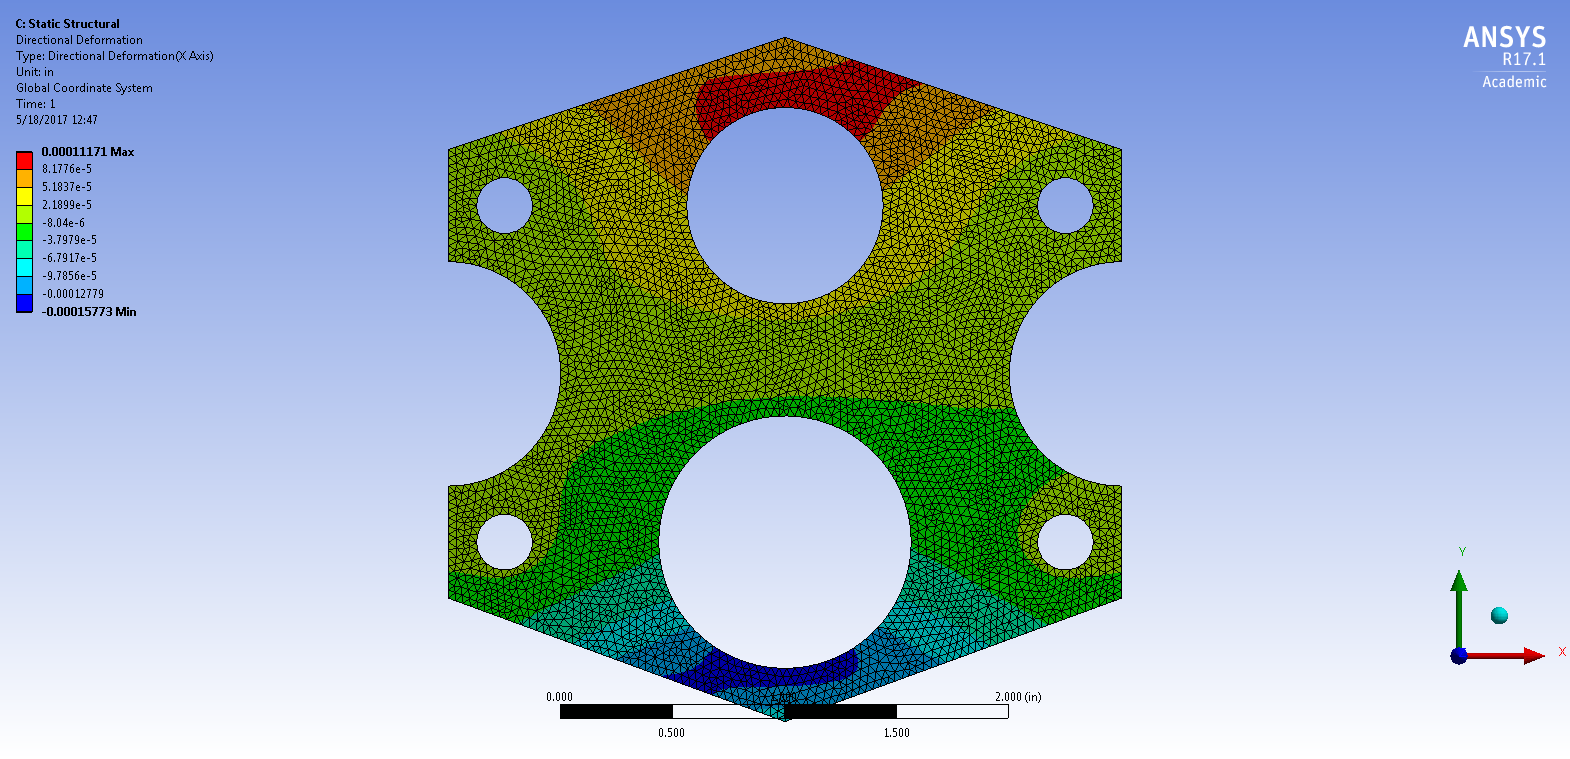 C: Static Structural
Directional Deformation
Type: Directional Deformation(X Axis)
Unit: in
Global Coordinate System
Time: 1
5/18/2017 12:47
0.00011171 Max
8.1776e-5
5.1837e-5
2.1899e-5
-8.04e-6
-3.7979e-5
-6.7917e-5
-9.7856e-5
-0.00012779
-0.00015773 Min
ANSYS
R17.1
Academic
Y
X
0.000
2.000 (in)
0.500
1.500